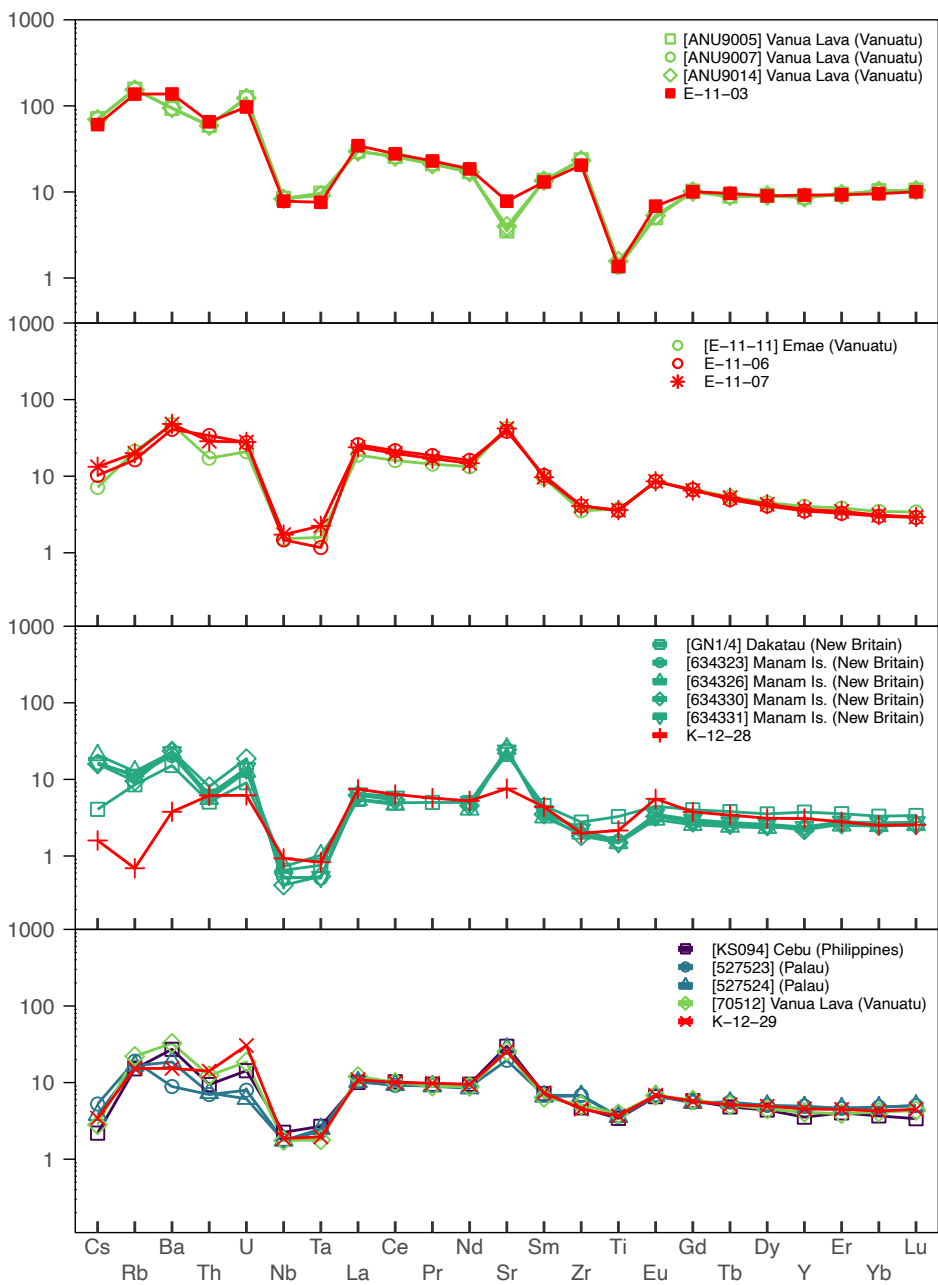 1000
100
10
1
[ANU9005] Vanua Lava (Vanuatu)
[ANU9007] Vanua Lava (Vanuatu)
[ANU9014] Vanua Lava (Vanuatu)
E−11−03
1000
100
10
1
[E−11−11] Emae (Vanuatu)
E−11−06
E−11−07
1000
100
10
1
[GN1/4] Dakatau (New Britain)
[634323] Manam Is. (New Britain)
[634326] Manam Is. (New Britain)
[634330] Manam Is. (New Britain)
[634331] Manam Is. (New Britain)
K−12−28
1000
100
10
1
[KS094] Cebu (Philippines)
[527523] (Palau)
[527524] (Palau)
[70512] Vanua Lava (Vanuatu)
K−12−29
Cs Ba U Ta Ce Nd Sm Ti Gd Dy Er Lu
Rb Th Nb La Pr Sr Zr Eu Tb Y Yb